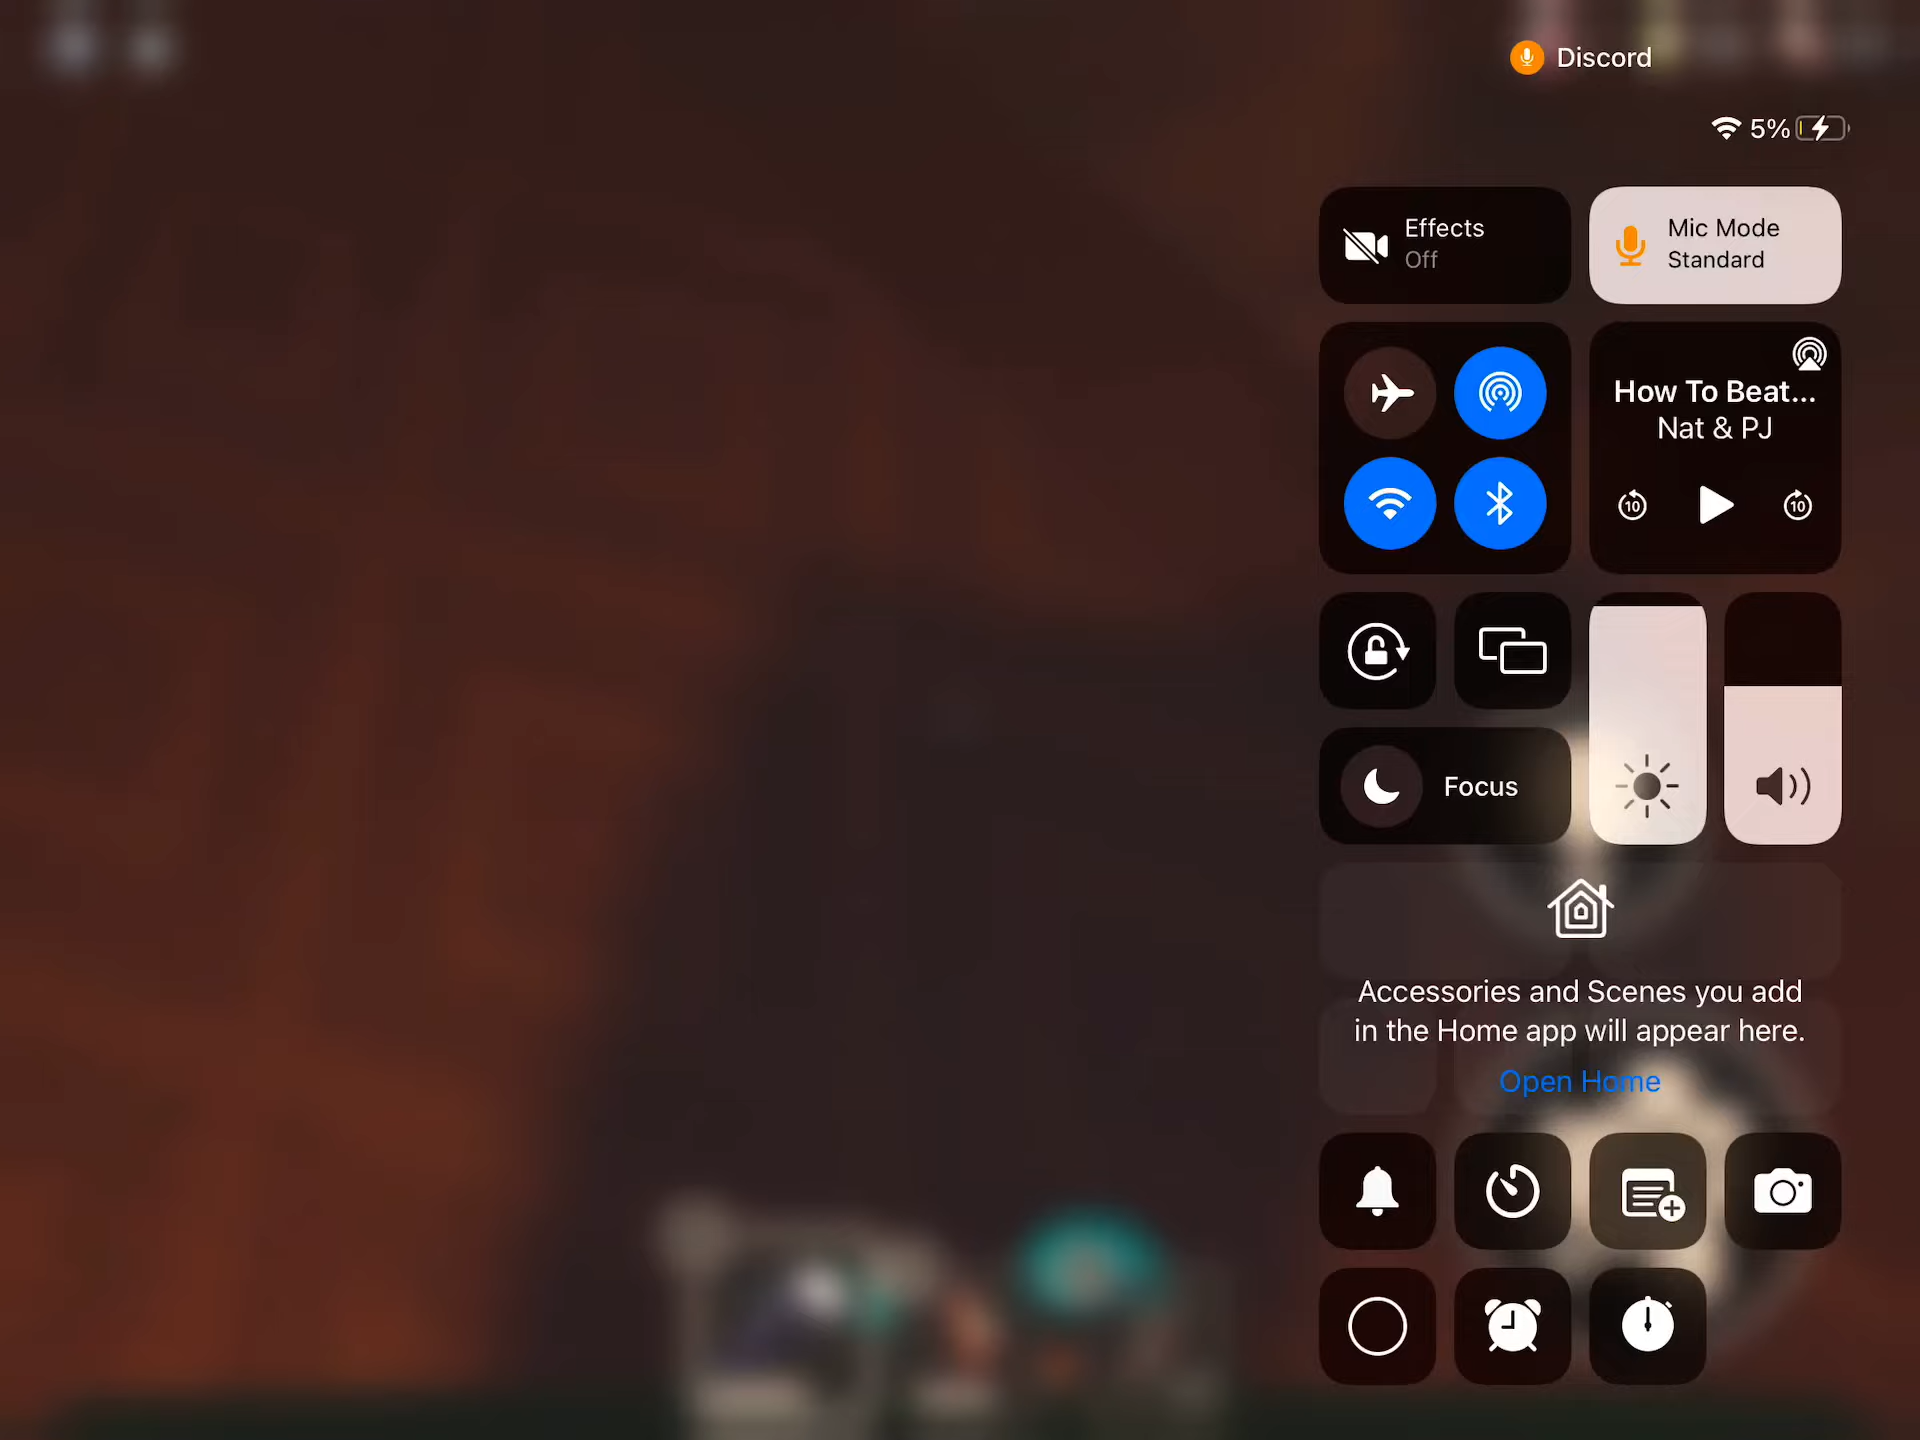 Discord
5%
Effects
Off
Mic Mode
Standard
How To Beat...
Nat & PJ
10
10
Focus
Accessories and Scenes you add
in the Home app will appear here.
Open Home